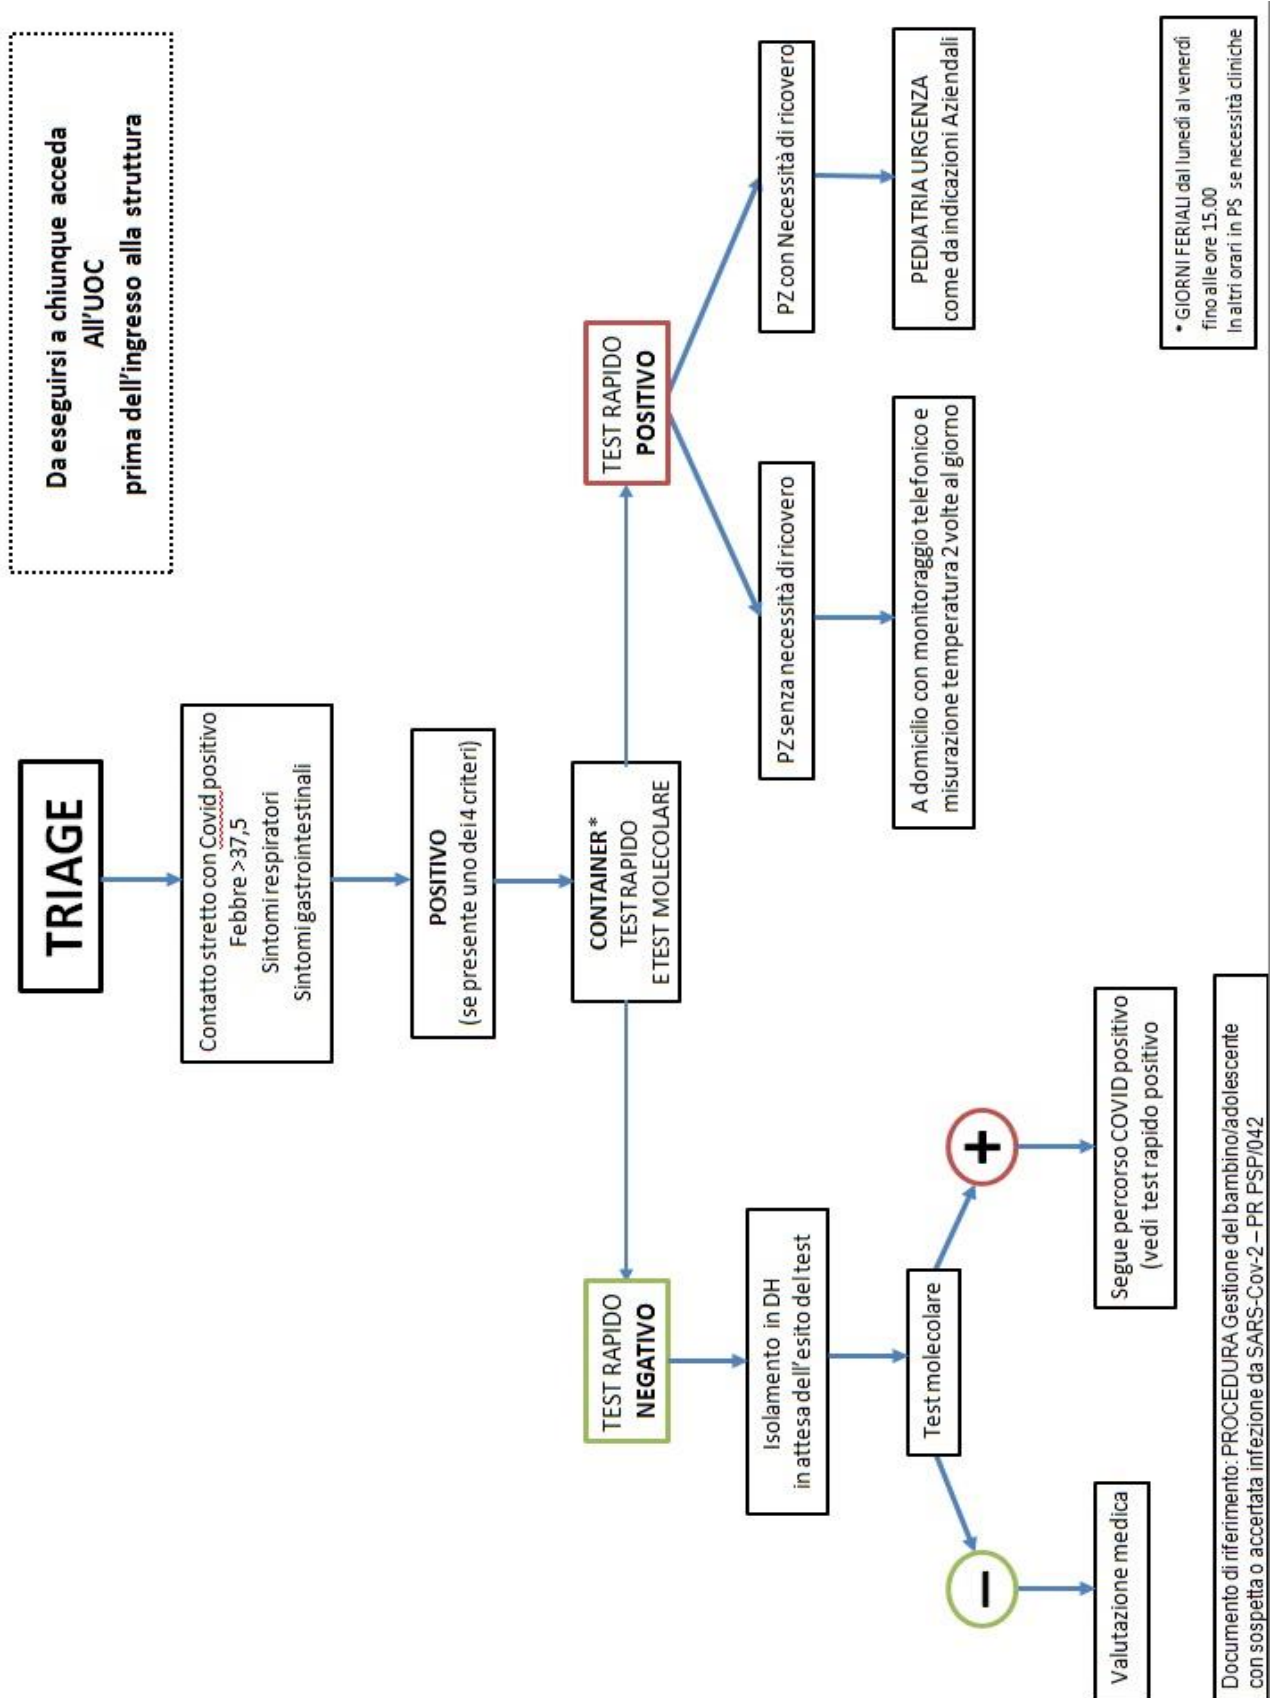 TRIAGE
Da eseguirsi a chiunque acceda
All'UOC
prima dell'ingresso alla struttura
Contatto stretto con Covid positivo
Febbre >37,5
Sintomi respiratori
Sintomi gastrointestinali
POSITIVO
(se presente uno dei 4 criteri)
CONTAINER*
TEST RAPIDO
E TEST MOLECOLARE
TEST RAPIDO
NEGATIVO
TEST RAPIDO
POSITIVO
Isolamento in DH
in attesa dell'esito del test
PZ senza necessità di ricovero
PZ con Necessità di ricovero
Test molecolare
A domicilio con monitoraggio telefonico e
misurazione temperatura 2 volte al giorno
PEDIATRIA URGENZA
come da indicazioni Aziendali
−
+
Valutazione medica
Segue percorso COVID positivo
(vedi test rapido positivo
* GIORNI FERIALI dal lunedì al venerdì
fino alle ore 15.00
In altri orari in PS se necessità cliniche
Documento di riferimento: PROCEDURA Gestione del bambino/adolescente
con sospetta o accertata infezione da SARS-Cov-2 – PR PSP/042